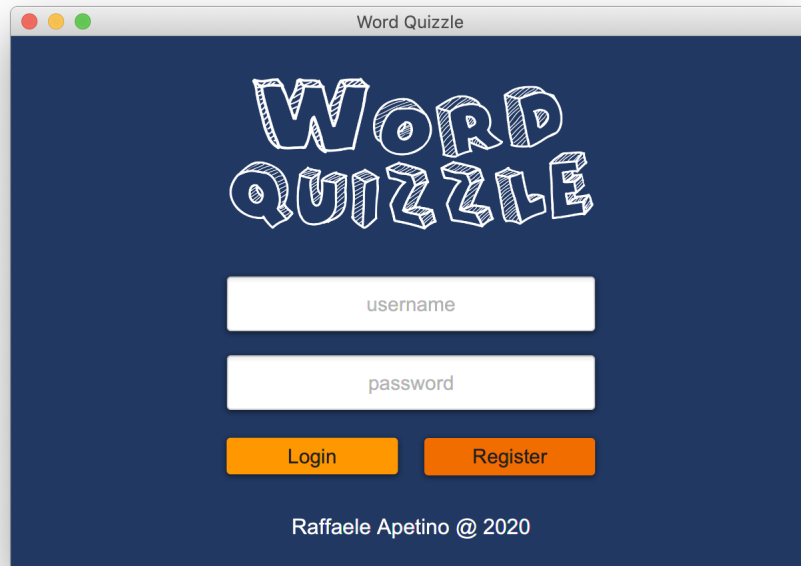 Word Quizzle
WORD
QUIZZLE
username
password
Login Register
Raffaele Apetino @ 2020